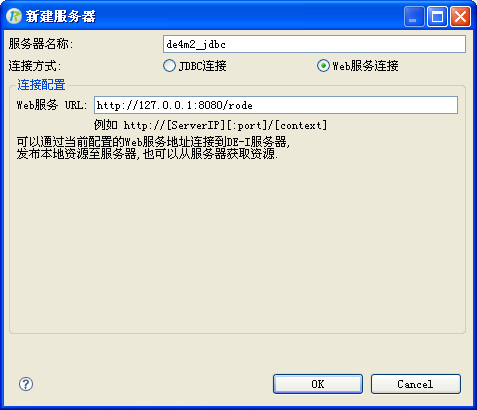 新建服务器
服务器名称: de4m2_jdbc
连接方式: JDBC连接 Web服务连接
连接配置
Web服务 URL: http://127.0.0.1:8080/rode
例如 http://[ServerIP][:port]/[context]
可以通过当前配置的Web服务地址连接到DE-I服务器,
发布本地资源至服务器,也可以从服务器获取资源.
? OK Cancel